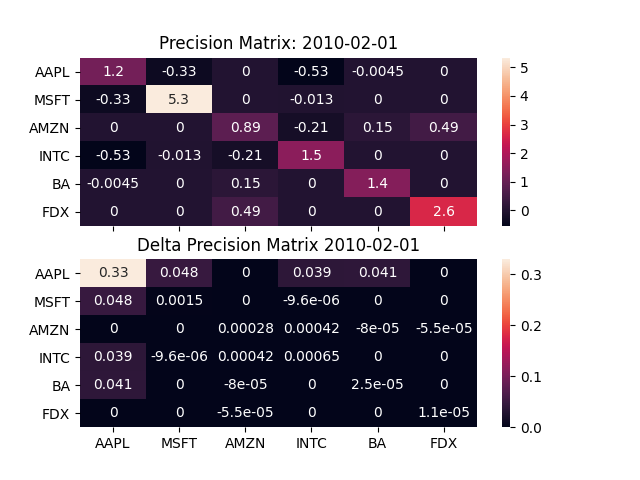 Precision Matrix: 2010-02-01
AAPL 1.2 -0.33 0 -0.53 -0.0045 0
MSFT -0.33 5.3 0 -0.013 0 0
AMZN 0 0 0.89 -0.21 0.15 0.49
INTC -0.53 -0.013 -0.21 1.5 0 0
BA -0.0045 0 0.15 0 1.4 0
FDX 0 0 0.49 0 0 2.6
5
4
3
2
1
0
Delta Precision Matrix 2010-02-01
AAPL 0.33 0.048 0 0.039 0.041 0
MSFT 0.048 0.0015 0 -9.6e-06 0 0
AMZN 0 0 0.00028 0.00042 -8e-05 -5.5e-05
INTC 0.039 -9.6e-06 0.00042 0.00065 0 0
BA 0.041 0 -8e-05 0 2.5e-05 0
FDX 0 0 -5.5e-05 0 0 1.1e-05
AAPL MSFT AMZN INTC BA FDX
0.3
0.2
0.1
0.0